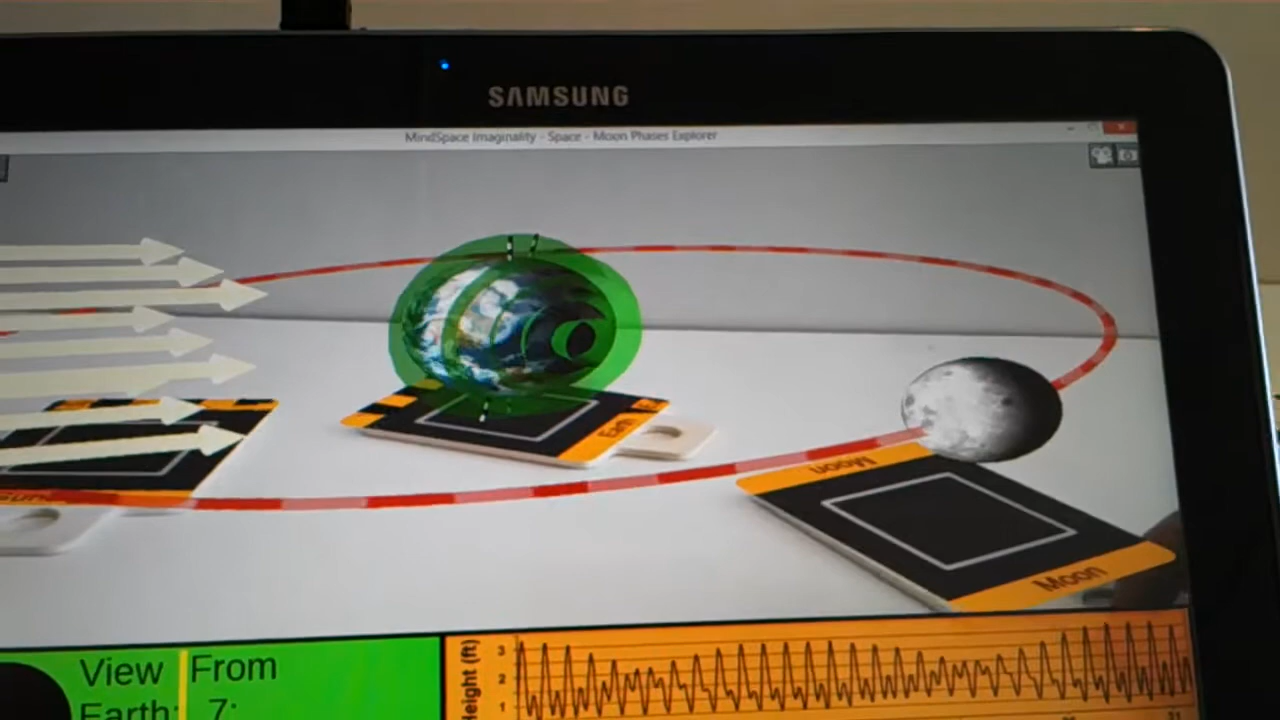 SAMSUNG
MindSpace Imaginality - Space - Moon Phases Explorer
Earth
Moon
Sun
Moon
View From
Earth: 7:
Height (ft)
3
2
1